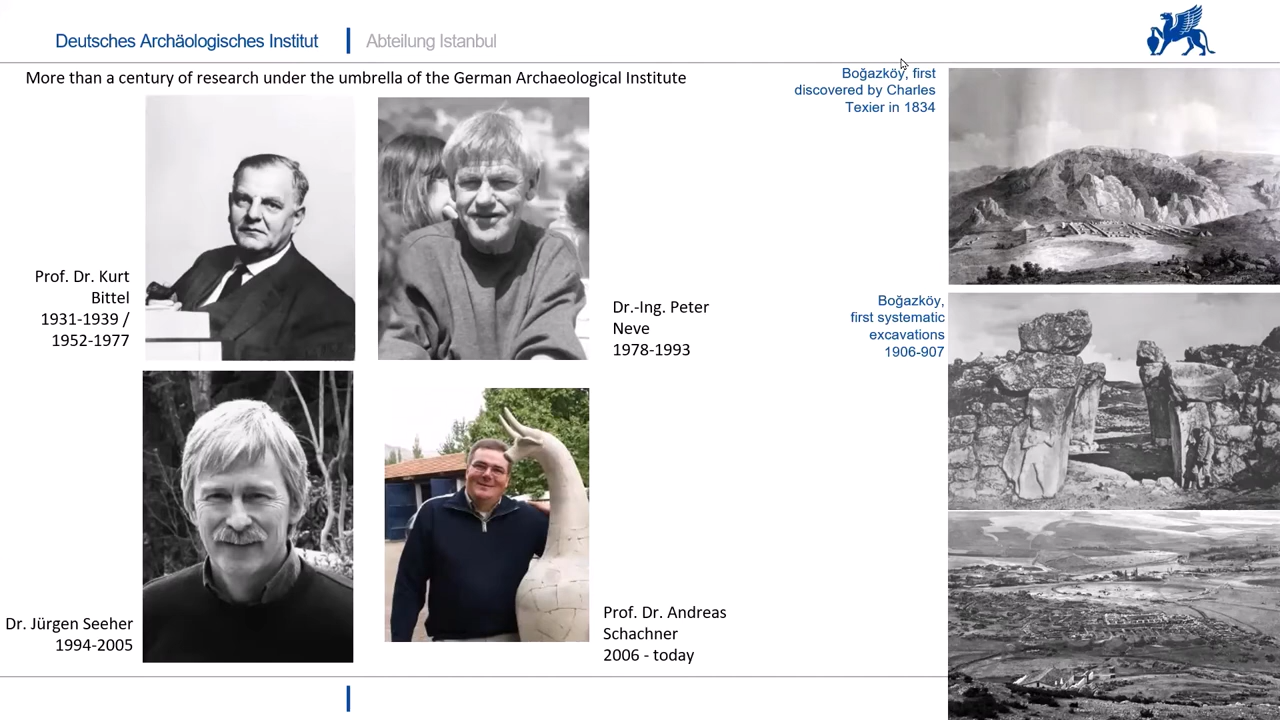 Deutsches Archäologisches Institut
Abteilung Istanbul
More than a century of research under the umbrella of the German Archaeological Institute
Boğazköy, first
discovered by Charles
Texier in 1834
Prof. Dr. Kurt
Bittel
1931-1939 /
1952-1977
Dr.-Ing. Peter
Neve
1978-1993
Boğazköy,
first systematic
excavations
1906-907
Dr. Jürgen Seeher
1994-2005
Prof. Dr. Andreas
Schachner
2006 - today